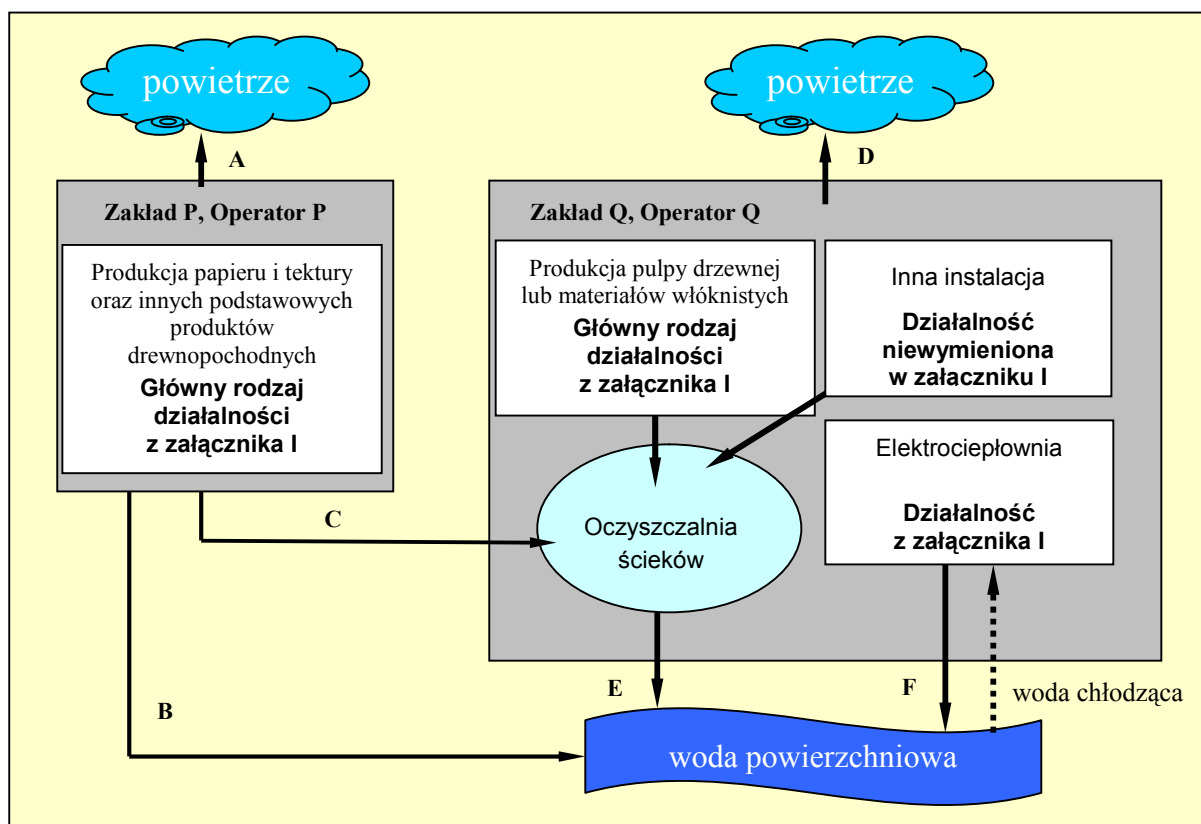 powietrze
powietrze
A
D
Zakład P, Operator P
Produkcja papieru i tektury
oraz innych podstawowych
produktów
drewnopochodnych
Główny rodzaj
działalności
z załącznika I
Zakład Q, Operator Q
Produkcja pulpy drzewnej
lub materiałów włóknistych
Główny rodzaj
działalności
z załącznika I
Inna instalacja
Działalność
niewymieniona
w załaczniku I
Elektrociepłownia
Działalność
z załącznika I
C
Oczyszczalnia
ścieków
B
E
F
woda chłodząca
woda powierzchniowa